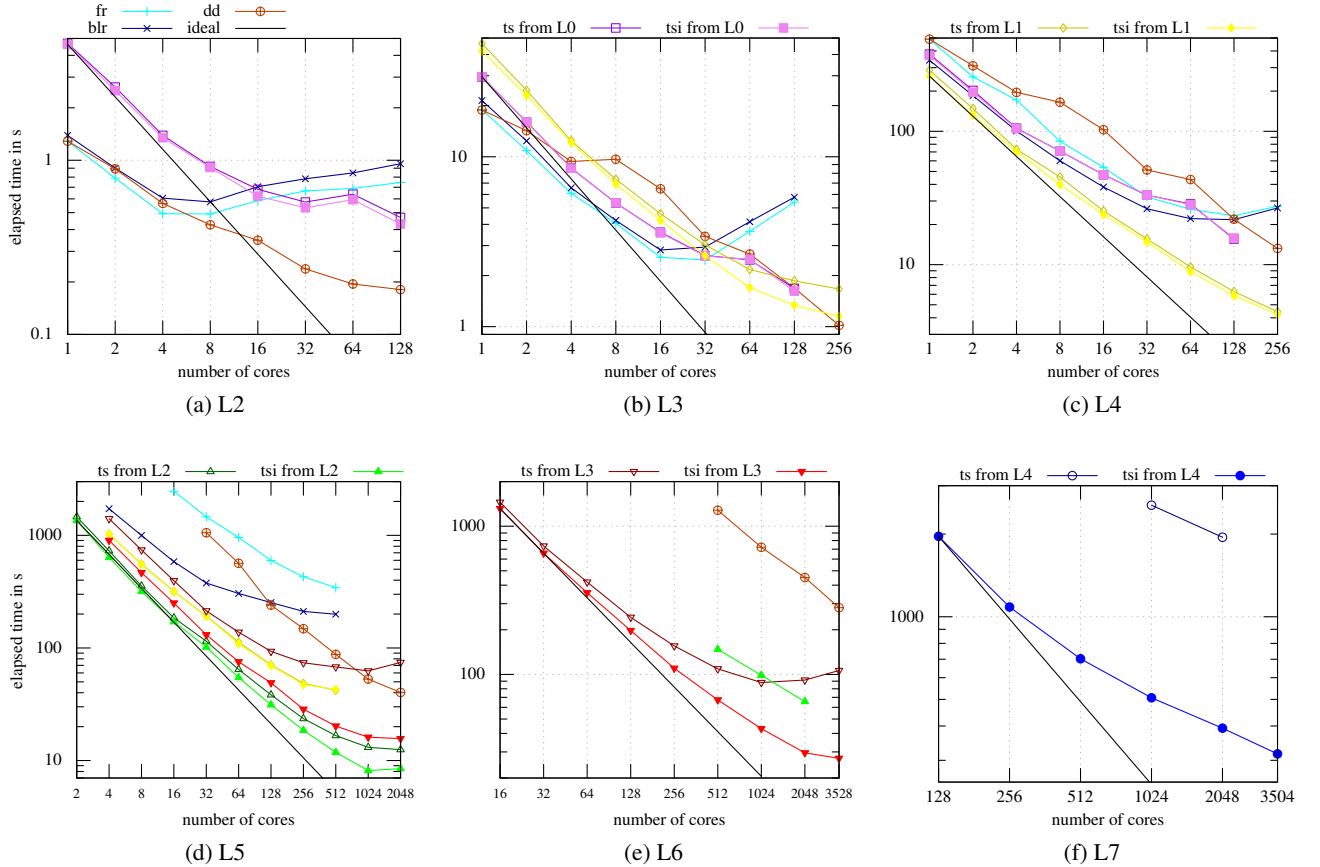 fr dd
blr ideal
elapsed time in s
1
0.1
1 2 4 8 16 32 64 128
number of cores
(a) L2
ts from L0 tsi from L0
10
1
1 2 4 8 16 32 64 128 256
number of cores
(b) L3
ts from L1 tsi from L1
100
10
1 2 4 8 16 32 64 128 256
number of cores
(c) L4
ts from L2 tsi from L2
elapsed time in s
1000
100
10
2 4 8 16 32 64 128 256 512 1024 2048
number of cores
(d) L5
ts from L3 tsi from L3
1000
100
16 32 64 128 256 512 1024 2048 3528
number of cores
(e) L6
ts from L4 tsi from L4
1000
128 256 512 1024 2048 3504
number of cores
(f) L7